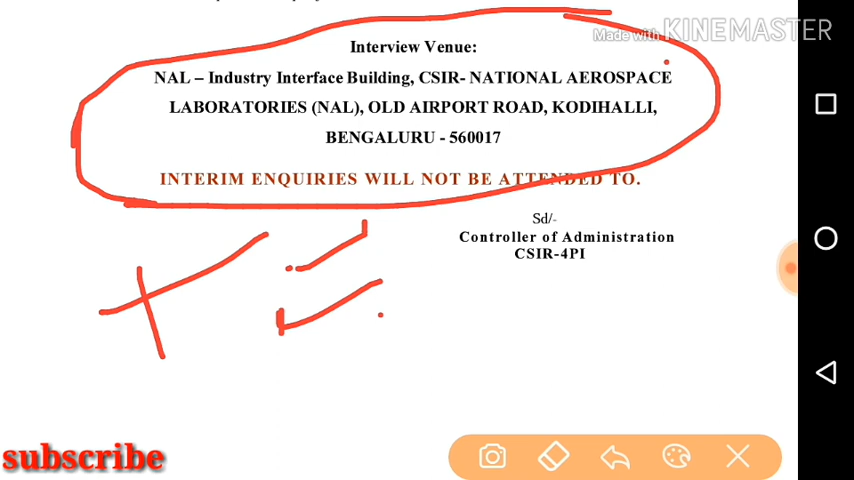 Made with KINEMASTER
Interview Venue:
NAL – Industry Interface Building, CSIR- NATIONAL AEROSPACE
LABORATORIES (NAL), OLD AIRPORT ROAD, KODIHALLI,
BENGALURU - 560017
INTERIM ENQUIRIES WILL NOT BE ATTENDED TO.
Sd/-
Controller of Administration
CSIR-4PI
subscribe